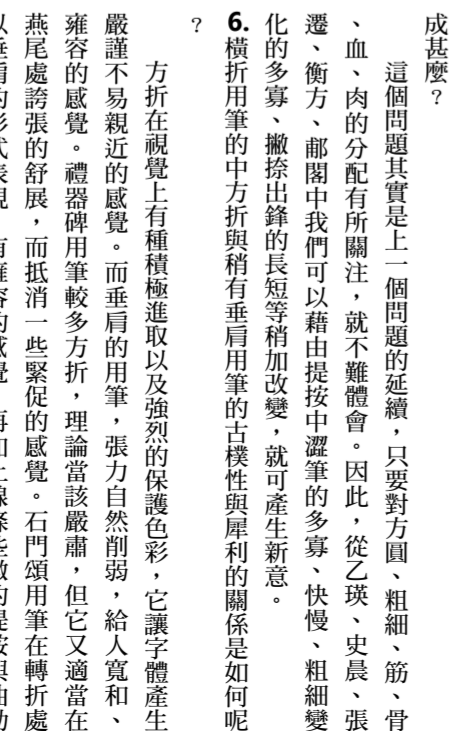 成甚麼？
這個問題其實是上一個問題的延續，只要對方圓、粗細、筋、骨
、血、肉的分配有所關注，就不難體會。因此，從乙瑛、史晨、張
遷、衡方、郙閣中我們可以藉由提按中澀筆的多寡、快慢、粗細變
化的多寡、撇捺出鋒的長短等稍加改變，就可產生新意。
6.橫折用筆的中方折與稍有垂肩用筆的古樸性與犀利的關係是如何呢
？
方折在視覺上有種積極進取以及強烈的保護色彩，它讓字體產生
嚴謹不易親近的感覺。而垂肩的用筆，張力自然削弱，給人寬和、
雍容的感覺。禮器碑用筆較多方折，理論當該嚴肅，但它又適當在
燕尾處誇張的舒展，而抵消一些緊促的感覺。石門頌用筆在轉折處